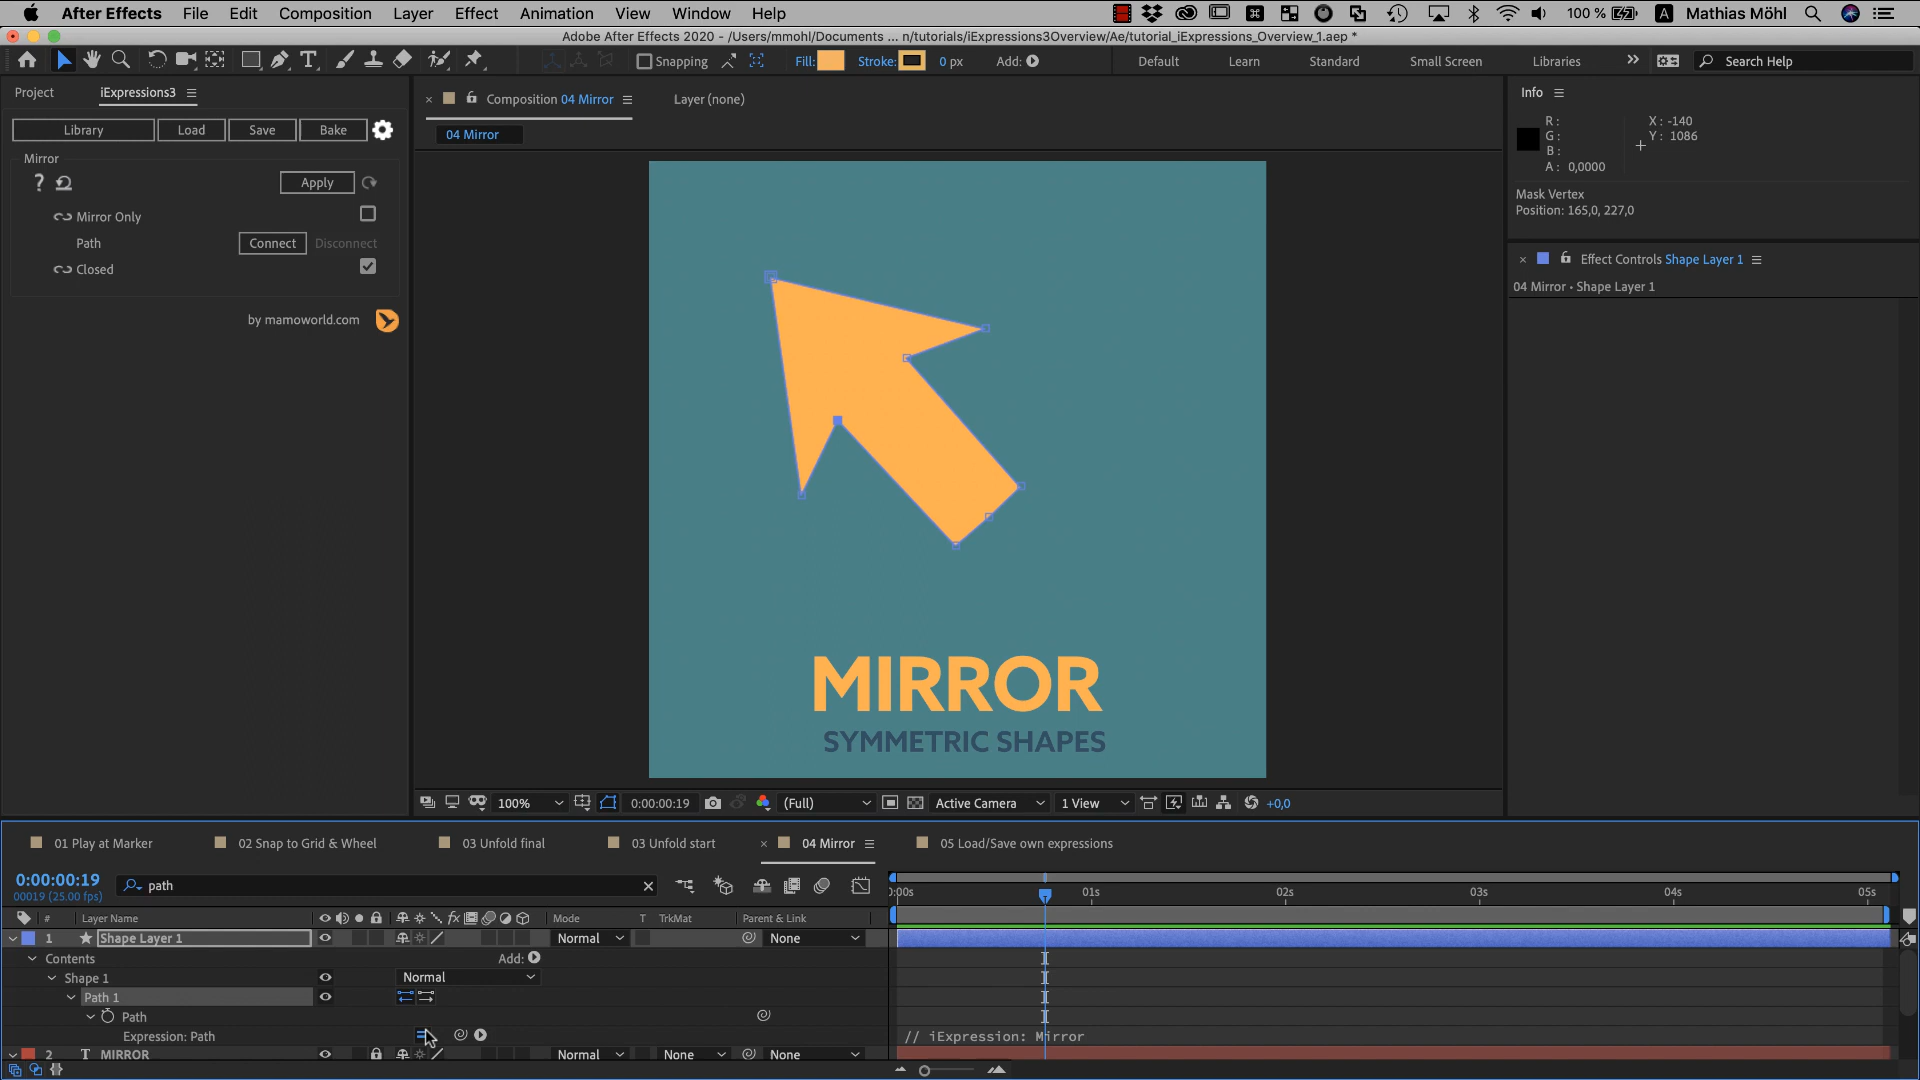 After Effects File Edit Composition Layer Effect Animation View Window Help 100 % Mathias Möhl
Adobe After Effects 2020 - /Users/mmohl/Documents ... n/tutorials/iExpressions3Overview/Ae/tutorial_iExpressions_Overview_1.aep *
Snapping Fill: Stroke: 0 px Add: Default Learn Standard Small Screen Libraries Search Help
Project iExpressions3
Library Load Save Bake
Mirror
? Apply
Mirror Only
Path Connect Disconnect
Closed
by mamoworld.com
Composition 04 Mirror Layer (none)
04 Mirror
MIRROR
SYMMETRIC SHAPES
100% 0:00:00:19 (Full) Active Camera 1 View +0,0
Info
R: X: -140
G: Y: 1086
B:
A: 0,0000
Mask Vertex
Position: 165,0, 227,0
Effect Controls Shape Layer 1
04 Mirror • Shape Layer 1
01 Play at Marker 02 Snap to Grid & Wheel 03 Unfold final 03 Unfold start 04 Mirror 05 Load/Save own expressions
0:00:00:19 path
00019 (25.00 fps)
):00s 01s 02s 03s 04s 05s
# Layer Name fx Mode T TrkMat Parent & Link
1 Shape Layer 1 Normal None
Contents Add:
Shape 1 Normal
Path 1
Path
Expression: Path // iExpression: Mirror
2 T MIRROR Normal None None